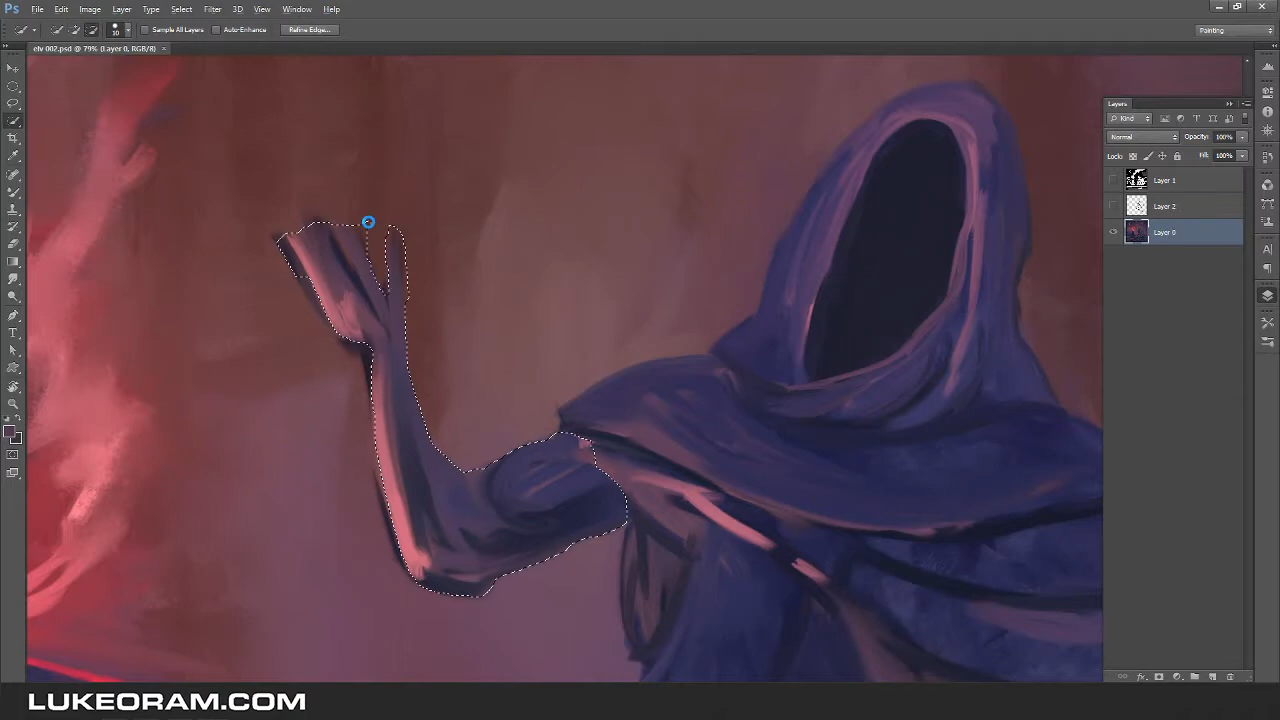 Ps File Edit Image Layer Type Select Filter 3D View Window Help
10 Sample All Layers Auto-Enhance Refine Edge... Painting
elv 002.psd @ 79% (Layer 0, RGB/8) ×
Layers
Kind
Normal Opacity: 100%
Lock: Fill: 100%
Layer 1
Layer 2
Layer 0
LUKEORAM.COM